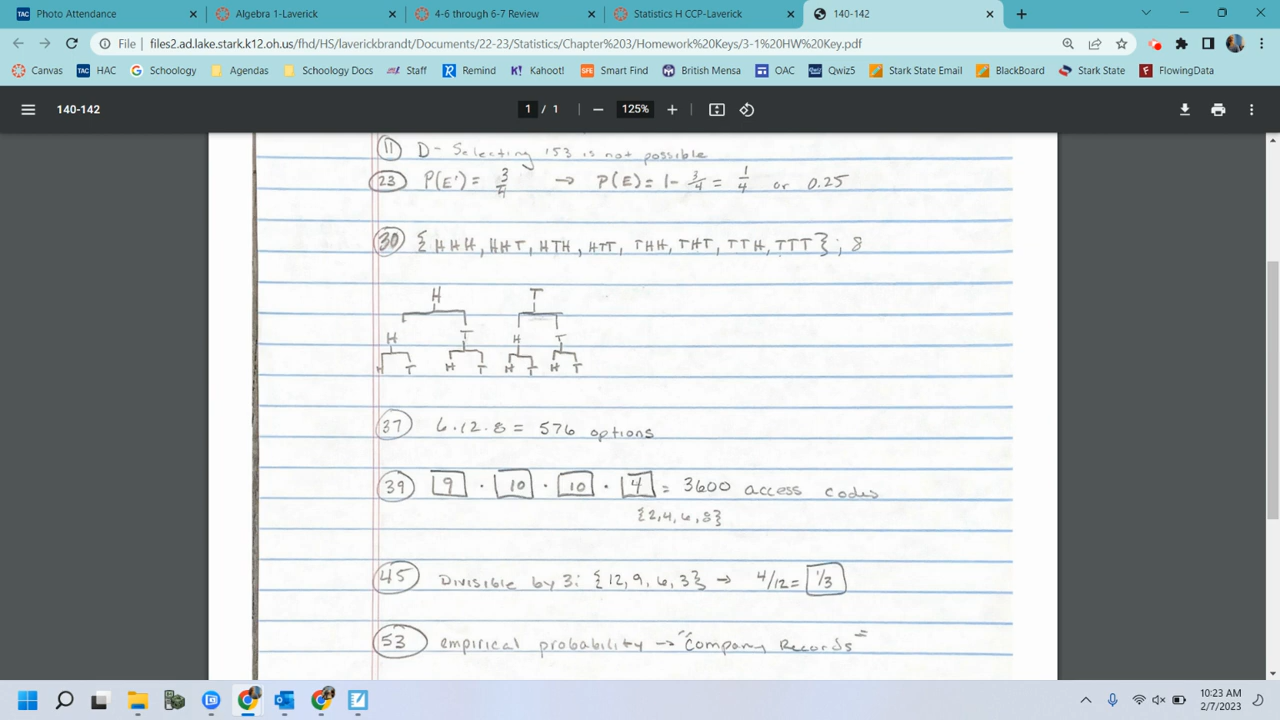 Photo Attendance
Algebra 1-Laverick
4-6 through 6-7 Review
Statistics H CCP-Laverick
140-142
File | files2.ad.lake.stark.k12.oh.us/fhd/HS/laverickbrandt/Documents/22-23/Statistics/Chapter%203/Homework%20Keys/3-1%20HW%20Key.pdf
Canvas TAC HAC Schoology Agendas Schoology Docs Staff Remind K! Kahoot! SFE Smart Find British Mensa OAC Qwiz5 Stark State Email BlackBoard Stark State FlowingData
140-142 1 / 1 125%
11 D- Selecting 153 is not possible
23 P(E') = 3/4 → P(E) = 1 - 3/4 = 1/4 or 0.25
30 {HHH, HHT, HTH, HTT, THH, THT, TTH, TTT}; 8
H T
H T H T
H T H T H T H T
37 6·12·8 = 576 options
39 9 · 10 · 10 · 4 = 3600 access codes
{2,4,6,8}
45 Divisible by 3: {12, 9, 6, 3} → 4/12 = 1/3
53 empirical probability → "Company Records"
10:23 AM
2/7/2023